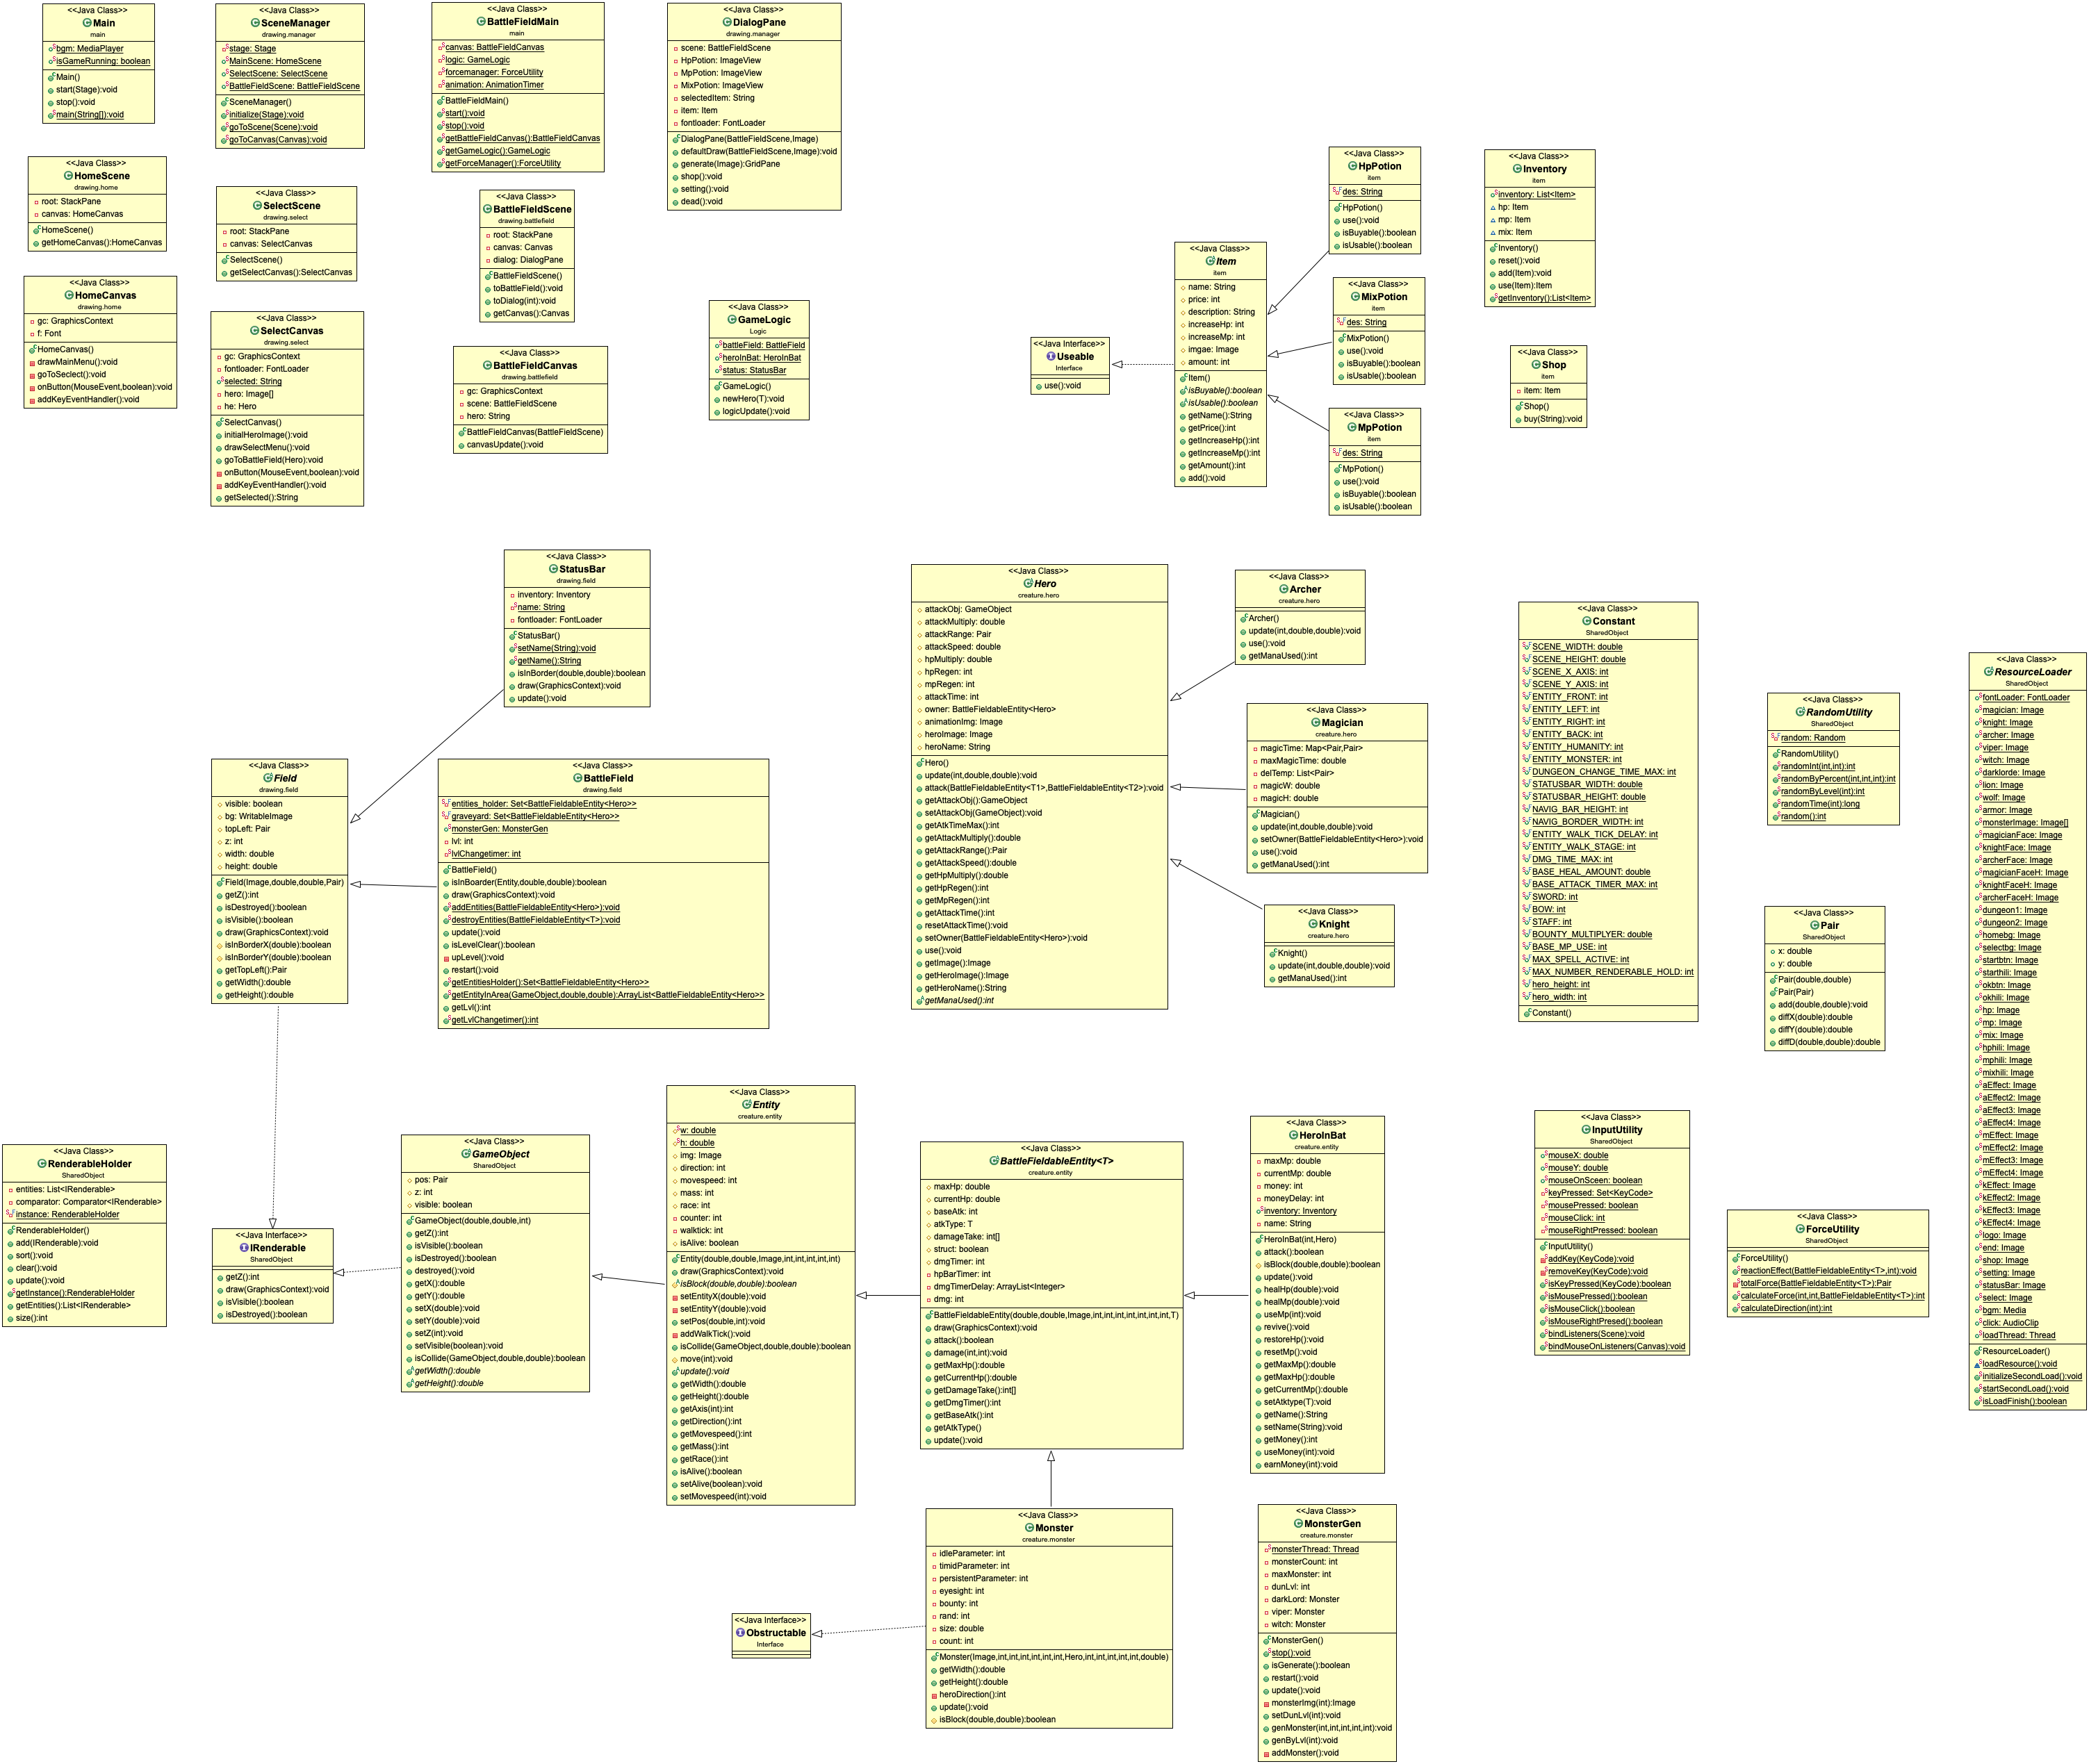 <<Java Class>>
Main
main
bgm: MediaPlayer
isGameRunning: boolean
Main()
start(Stage):void
stop():void
main(String[]):void
<<Java Class>>
SceneManager
drawing.manager
stage: Stage
MainScene: HomeScene
SelectScene: SelectScene
BattleFieldScene: BattleFieldScene
SceneManager()
initialize(Stage):void
goToScene(Scene):void
goToCanvas(Canvas):void
<<Java Class>>
BattleFieldMain
main
canvas: BattleFieldCanvas
logic: GameLogic
forcemanager: ForceUtility
animation: AnimationTimer
BattleFieldMain()
start():void
stop():void
getBattleFieldCanvas():BattleFieldCanvas
getGameLogic():GameLogic
getForceManager():ForceUtility
<<Java Class>>
DialogPane
drawing.manager
scene: BattleFieldScene
HpPotion: ImageView
MpPotion: ImageView
MixPotion: ImageView
selectedItem: String
item: Item
fontloader: FontLoader
DialogPane(BattleFieldScene,Image)
defaultDraw(BattleFieldScene,Image):void
generate(Image):GridPane
shop():void
setting():void
dead():void
<<Java Class>>
HomeScene
drawing.home
root: StackPane
canvas: HomeCanvas
HomeScene()
getHomeCanvas():HomeCanvas
<<Java Class>>
SelectScene
drawing.select
root: StackPane
canvas: SelectCanvas
SelectScene()
getSelectCanvas():SelectCanvas
<<Java Class>>
BattleFieldScene
drawing.battlefield
root: StackPane
canvas: Canvas
dialog: DialogPane
BattleFieldScene()
toBattleField():void
toDialog(int):void
getCanvas():Canvas
<<Java Class>>
HomeCanvas
drawing.home
gc: GraphicsContext
f: Font
HomeCanvas()
drawMainMenu():void
goToSeclect():void
onButton(MouseEvent,boolean):void
addKeyEventHandler():void
<<Java Class>>
SelectCanvas
drawing.select
gc: GraphicsContext
fontloader: FontLoader
selected: String
hero: Image[]
he: Hero
SelectCanvas()
initialHeroImage():void
drawSelectMenu():void
goToBattleField(Hero):void
onButton(MouseEvent,boolean):void
addKeyEventHandler():void
getSelected():String
<<Java Class>>
BattleFieldCanvas
drawing.battlefield
gc: GraphicsContext
scene: BattleFieldScene
hero: String
BattleFieldCanvas(BattleFieldScene)
canvasUpdate():void
<<Java Class>>
GameLogic
Logic
battleField: BattleField
heroInBat: HeroInBat
status: StatusBar
GameLogic()
newHero(T):void
logicUpdate():void
<<Java Interface>>
Useable
Interface
use():void
<<Java Class>>
Item
item
name: String
price: int
description: String
increaseHp: int
increaseMp: int
imgae: Image
amount: int
Item()
isBuyable():boolean
isUsable():boolean
getName():String
getPrice():int
getIncreaseHp():int
getIncreaseMp():int
getAmount():int
add():void
<<Java Class>>
HpPotion
item
des: String
HpPotion()
use():void
isBuyable():boolean
isUsable():boolean
<<Java Class>>
MixPotion
item
des: String
MixPotion()
use():void
isBuyable():boolean
isUsable():boolean
<<Java Class>>
MpPotion
item
des: String
MpPotion()
use():void
isBuyable():boolean
isUsable():boolean
<<Java Class>>
Inventory
item
inventory: List<Item>
hp: Item
mp: Item
mix: Item
Inventory()
reset():void
add(Item):void
use(Item):Item
getInventory():List<Item>
<<Java Class>>
Shop
item
item: Item
Shop()
buy(String):void
<<Java Class>>
StatusBar
drawing.field
inventory: Inventory
name: String
fontloader: FontLoader
StatusBar()
setName(String):void
getName():String
isInBorder(double,double):boolean
draw(GraphicsContext):void
update():void
<<Java Class>>
Field
drawing.field
visible: boolean
bg: WritableImage
topLeft: Pair
z: int
width: double
height: double
Field(Image,double,double,Pair)
getZ():int
isDestroyed():boolean
isVisible():boolean
draw(GraphicsContext):void
isInBorderX(double):boolean
isInBorderY(double):boolean
getTopLeft():Pair
getWidth():double
getHeight():double
<<Java Class>>
BattleField
drawing.field
entities_holder: Set<BattleFieldableEntity<Hero>>
graveyard: Set<BattleFieldableEntity<Hero>>
monsterGen: MonsterGen
lvl: int
lvlChangetimer: int
BattleField()
isInBoarder(Entity,double,double):boolean
draw(GraphicsContext):void
addEntities(BattleFieldableEntity<Hero>):void
destroyEntities(BattleFieldableEntity<T>):void
update():void
isLevelClear():boolean
upLevel():void
restart():void
getEntitiesHolder():Set<BattleFieldableEntity<Hero>>
getEntityInArea(GameObject,double,double):ArrayList<BattleFieldableEntity<Hero>>
getLvl():int
getLvlChangetimer():int
<<Java Class>>
Hero
creature.hero
attackObj: GameObject
attackMultiply: double
attackRange: Pair
attackSpeed: double
hpMultiply: double
hpRegen: int
mpRegen: int
attackTime: int
owner: BattleFieldableEntity<Hero>
animationImg: Image
heroImage: Image
heroName: String
Hero()
update(int,double,double):void
attack(BattleFieldableEntity<T1>,BattleFieldableEntity<T2>):void
getAttackObj():GameObject
setAttackObj(GameObject):void
getAtkTimeMax():int
getAttackMultiply():double
getAttackRange():Pair
getAttackSpeed():double
getHpMultiply():double
getHpRegen():int
getMpRegen():int
getAttackTime():int
resetAttackTime():void
setOwner(BattleFieldableEntity<Hero>):void
use():void
getImage():Image
getHeroImage():Image
getHeroName():String
getManaUsed():int
<<Java Class>>
Archer
creature.hero
Archer()
update(int,double,double):void
use():void
getManaUsed():int
<<Java Class>>
Magician
creature.hero
magicTime: Map<Pair,Pair>
maxMagicTime: double
delTemp: List<Pair>
magicW: double
magicH: double
Magician()
update(int,double,double):void
setOwner(BattleFieldableEntity<Hero>):void
use():void
getManaUsed():int
<<Java Class>>
Knight
creature.hero
Knight()
update(int,double,double):void
getManaUsed():int
<<Java Class>>
Constant
SharedObject
SCENE_WIDTH: double
SCENE_HEIGHT: double
SCENE_X_AXIS: int
SCENE_Y_AXIS: int
ENTITY_FRONT: int
ENTITY_LEFT: int
ENTITY_RIGHT: int
ENTITY_BACK: int
ENTITY_HUMANITY: int
ENTITY_MONSTER: int
DUNGEON_CHANGE_TIME_MAX: int
STATUSBAR_WIDTH: double
STATUSBAR_HEIGHT: double
NAVIG_BAR_HEIGHT: int
NAVIG_BORDER_WIDTH: int
ENTITY_WALK_TICK_DELAY: int
ENTITY_WALK_STAGE: int
DMG_TIME_MAX: int
BASE_HEAL_AMOUNT: double
BASE_ATTACK_TIMER_MAX: int
SWORD: int
BOW: int
STAFF: int
BOUNTY_MULTIPLYER: double
BASE_MP_USE: int
MAX_SPELL_ACTIVE: int
MAX_NUMBER_RENDERABLE_HOLD: int
hero_height: int
hero_width: int
Constant()
<<Java Class>>
RandomUtility
SharedObject
random: Random
RandomUtility()
randomInt(int,int):int
randomByPercent(int,int,int):int
randomByLevel(int):int
randomTime(int):long
random():int
<<Java Class>>
Pair
SharedObject
x: double
y: double
Pair(double,double)
Pair(Pair)
add(double,double):void
diffX(double):double
diffY(double):double
diffD(double,double):double
<<Java Class>>
ResourceLoader
SharedObject
fontLoader: FontLoader
magician: Image
knight: Image
archer: Image
viper: Image
witch: Image
darklorde: Image
lion: Image
wolf: Image
armor: Image
monsterImage: Image[]
magicianFace: Image
knightFace: Image
archerFace: Image
magicianFaceH: Image
knightFaceH: Image
archerFaceH: Image
dungeon1: Image
dungeon2: Image
homebg: Image
selectbg: Image
startbtn: Image
starthili: Image
okbtn: Image
okhili: Image
hp: Image
mp: Image
mix: Image
hphili: Image
mphili: Image
mixhili: Image
aEffect: Image
aEffect2: Image
aEffect3: Image
aEffect4: Image
mEffect: Image
mEffect2: Image
mEffect3: Image
mEffect4: Image
kEffect: Image
kEffect2: Image
kEffect3: Image
kEffect4: Image
logo: Image
end: Image
shop: Image
setting: Image
statusBar: Image
select: Image
bgm: Media
click: AudioClip
loadThread: Thread
ResourceLoader()
loadResource():void
initializeSecondLoad():void
startSecondLoad():void
isLoadFinish():boolean
<<Java Class>>
RenderableHolder
SharedObject
entities: List<IRenderable>
comparator: Comparator<IRenderable>
instance: RenderableHolder
RenderableHolder()
add(IRenderable):void
sort():void
clear():void
update():void
getInstance():RenderableHolder
getEntities():List<IRenderable>
size():int
<<Java Interface>>
IRenderable
SharedObject
getZ():int
draw(GraphicsContext):void
isVisible():boolean
isDestroyed():boolean
<<Java Class>>
GameObject
SharedObject
pos: Pair
z: int
visible: boolean
GameObject(double,double,int)
getZ():int
isVisible():boolean
isDestroyed():boolean
destroyed():void
getX():double
getY():double
setX(double):void
setY(double):void
setZ(int):void
setVisible(boolean):void
isCollide(GameObject,double,double):boolean
getWidth():double
getHeight():double
<<Java Class>>
Entity
creature.entity
w: double
h: double
img: Image
direction: int
movespeed: int
mass: int
race: int
counter: int
walktick: int
isAlive: boolean
Entity(double,double,Image,int,int,int,int,int)
draw(GraphicsContext):void
isBlock(double,double):boolean
setEntityX(double):void
setEntityY(double):void
setPos(double,int):void
addWalkTick():void
isCollide(GameObject,double,double):boolean
move(int):void
update():void
getWidth():double
getHeight():double
getAxis(int):int
getDirection():int
getMovespeed():int
getMass():int
getRace():int
isAlive():boolean
setAlive(boolean):void
setMovespeed(int):void
<<Java Class>>
BattleFieldableEntity<T>
creature.entity
maxHp: double
currentHp: double
baseAtk: int
atkType: T
damageTake: int[]
struct: boolean
dmgTimer: int
hpBarTimer: int
dmgTimerDelay: ArrayList<Integer>
dmg: int
BattleFieldableEntity(double,double,Image,int,int,int,int,int,int,int,T)
draw(GraphicsContext):void
attack():boolean
damage(int,int):void
getMaxHp():double
getCurrentHp():double
getDamageTake():int[]
getDmgTimer():int
getBaseAtk():int
getAtkType()
update():void
<<Java Class>>
HeroInBat
creature.entity
maxMp: double
currentMp: double
money: int
moneyDelay: int
inventory: Inventory
name: String
HeroInBat(int,Hero)
attack():boolean
isBlock(double,double):boolean
update():void
healHp(double):void
healMp(double):void
useMp(int):void
revive():void
restoreHp():void
resetMp():void
getMaxMp():double
getMaxHp():double
getCurrentMp():double
setAtktype(T):void
getName():String
setName(String):void
getMoney():int
useMoney(int):void
earnMoney(int):void
<<Java Class>>
InputUtility
SharedObject
mouseX: double
mouseY: double
mouseOnSceen: boolean
keyPressed: Set<KeyCode>
mousePressed: boolean
mouseClick: int
mouseRightPressed: boolean
InputUtility()
addKey(KeyCode):void
removeKey(KeyCode):void
isKeyPressed(KeyCode):boolean
isMousePressed():boolean
isMouseClick():boolean
isMouseRightPresed():boolean
bindListeners(Scene):void
bindMouseOnListeners(Canvas):void
<<Java Class>>
ForceUtility
SharedObject
ForceUtility()
reactionEffect(BattleFieldableEntity<T>,int):void
totalForce(BattleFieldableEntity<T>):Pair
calculateForce(int,int,BattleFieldableEntity<T>):int
calculateDirection(int):int
<<Java Interface>>
Obstructable
Interface
<<Java Class>>
Monster
creature.monster
idleParameter: int
timidParameter: int
persistentParameter: int
eyesight: int
bounty: int
rand: int
size: double
count: int
Monster(Image,int,int,int,int,int,int,int,Hero,int,int,int,int,int,double)
getWidth():double
getHeight():double
heroDirection():int
update():void
isBlock(double,double):boolean
<<Java Class>>
MonsterGen
creature.monster
monsterThread: Thread
monsterCount: int
maxMonster: int
dunLvl: int
darkLord: Monster
viper: Monster
witch: Monster
MonsterGen()
stop():void
isGenerate():boolean
restart():void
update():void
monsterImg(int):Image
setDunLvl(int):void
genMonster(int,int,int,int,int):void
genByLvl(int):void
addMonster():void